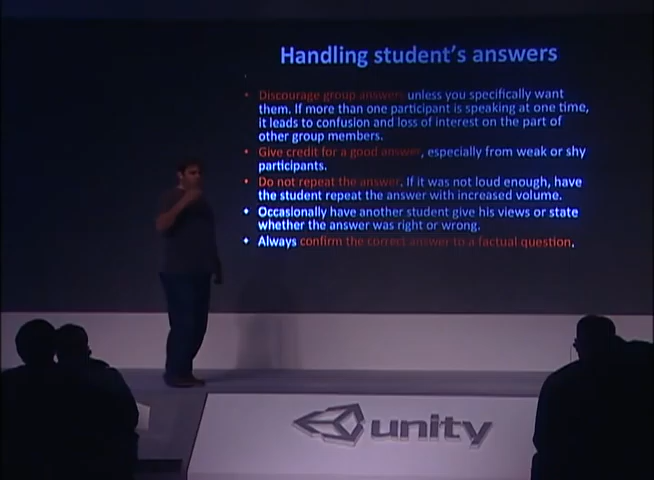 Handling student's answers
• Discourage group answers unless you specifically want
them. If more than one participant is speaking at one time,
it leads to confusion and loss of interest on the part of
other group members.
• Give credit for a good answer, especially from weak or shy
participants.
• Do not repeat the answer. If it was not loud enough, have
the student repeat the answer with increased volume.
• Occasionally have another student give his views or state
whether the answer was right or wrong.
• Always confirm the correct answer to a factual question.
unity